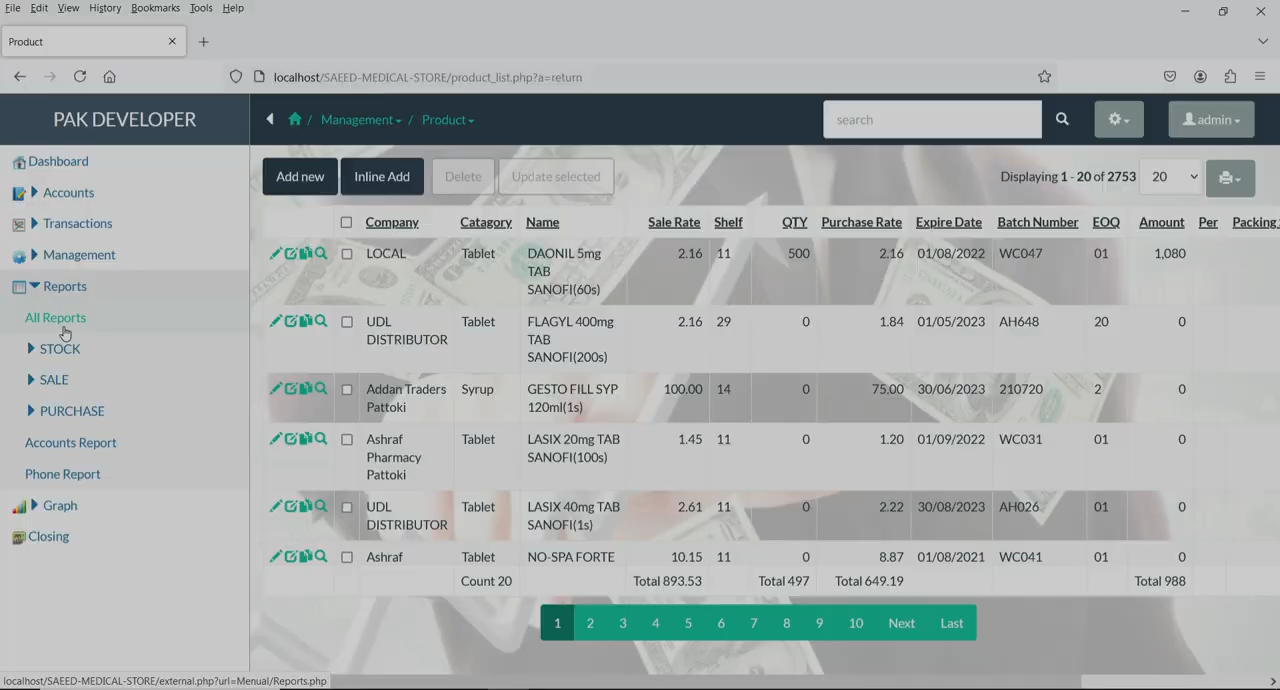 File Edit View History Bookmarks Tools Help
Product
localhost/SAEED-MEDICAL-STORE/product_list.php?a=return
PAK DEVELOPER
/ Management / Product
search
admin
Dashboard
Accounts
Transactions
Management
Reports
All Reports
STOCK
SALE
PURCHASE
Accounts Report
Phone Report
Graph
Closing
Add new Inline Add Delete Update selected
Displaying 1 - 20 of 2753 20
Company Catagory Name Sale Rate Shelf QTY Purchase Rate Expire Date Batch Number EOQ Amount Per Packing
LOCAL Tablet DAONIL 5mg 2.16 11 500 2.16 01/08/2022 WC047 01 1,080
TAB
SANOFI(60s)
UDL Tablet FLAGYL 400mg 2.16 29 0 1.84 01/05/2023 AH648 20 0
DISTRIBUTOR TAB
SANOFI(200s)
Addan Traders Syrup GESTO FILL SYP 100.00 14 0 75.00 30/06/2023 210720 2 0
Pattoki 120ml(1s)
Ashraf Tablet LASIX 20mg TAB 1.45 11 0 1.20 01/09/2022 WC031 01 0
Pharmacy SANOFI(100s)
Pattoki
UDL Tablet LASIX 40mg TAB 2.61 11 0 2.22 30/08/2023 AH026 01 0
DISTRIBUTOR SANOFI(1s)
Ashraf Tablet NO-SPA FORTE 10.15 11 0 8.87 01/08/2021 WC041 01 0
Count 20 Total 893.53 Total 497 Total 649.19 Total 988
1 2 3 4 5 6 7 8 9 10 Next Last
localhost/SAEED-MEDICAL-STORE/external.php?url=Menual/Reports.php